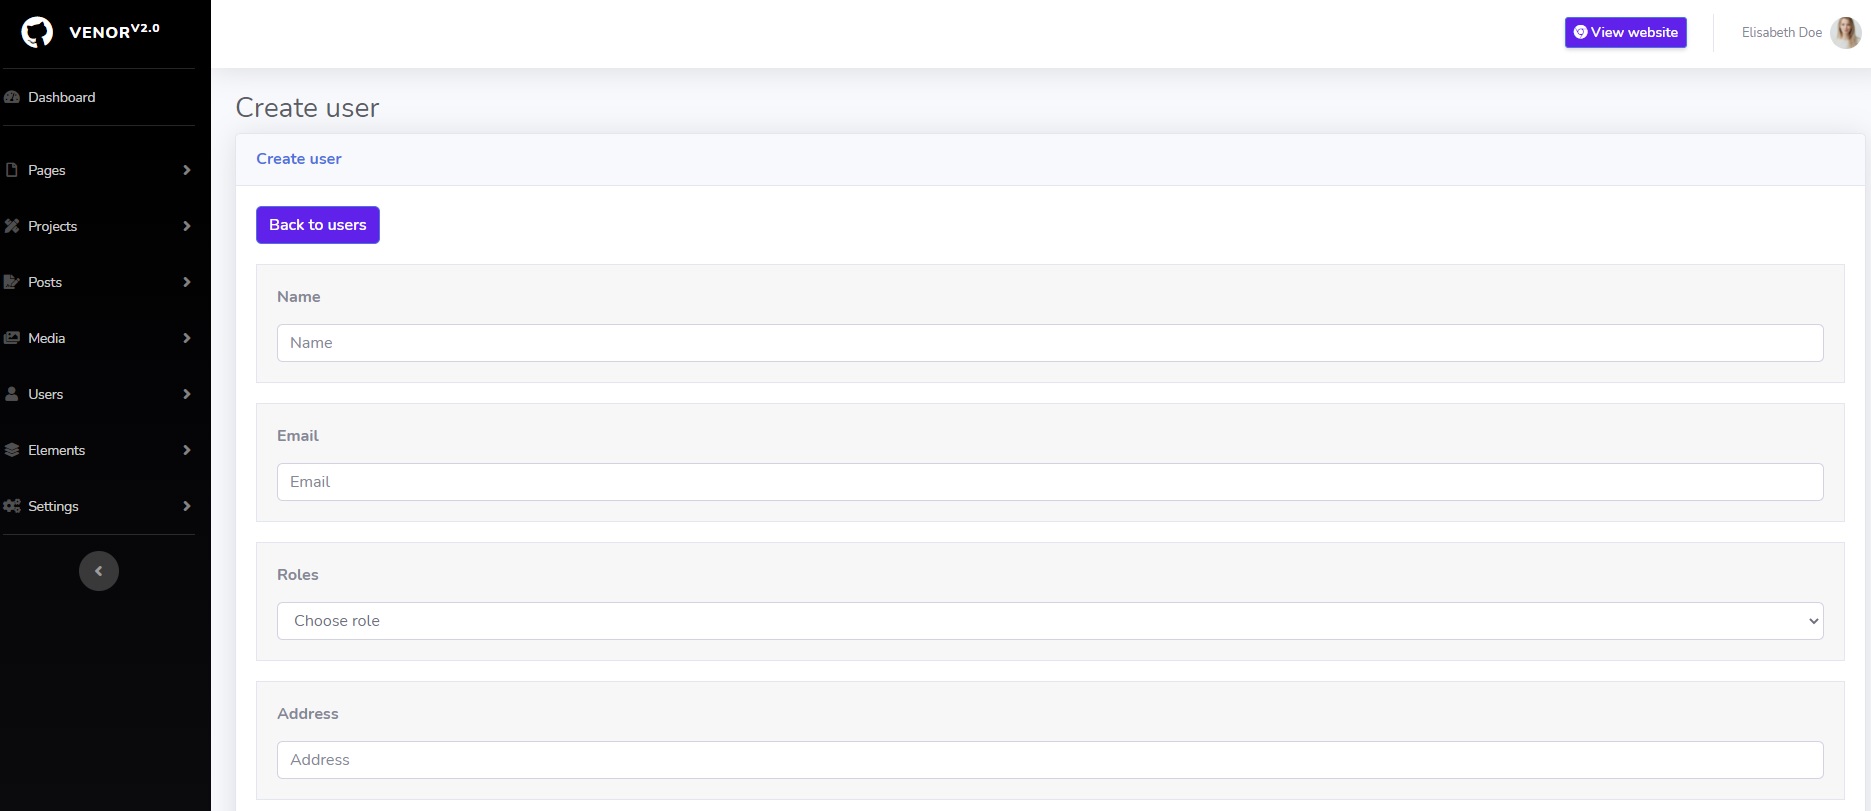 VENOR V2.0
View website
Elisabeth Doe
Dashboard
Pages
Projects
Posts
Media
Users
Elements
Settings
Create user
Create user
Back to users
Name
Name
Email
Email
Roles
Choose role
Address
Address